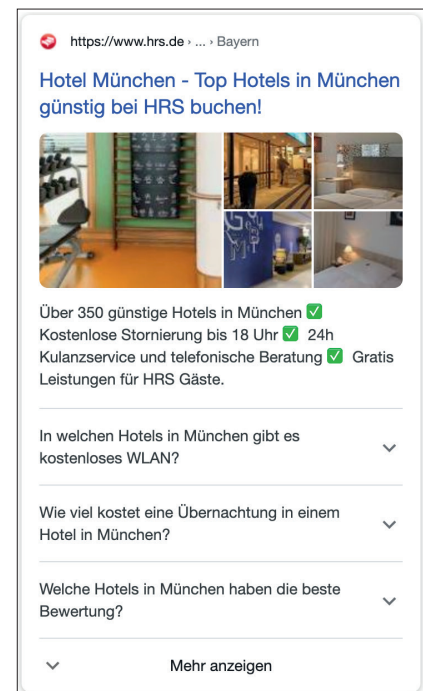 https://www.hrs.de › ... › Bayern
Hotel München - Top Hotels in München
günstig bei HRS buchen!
Über 350 günstige Hotels in München ✅
Kostenlose Stornierung bis 18 Uhr ✅ 24h
Kulanzservice und telefonische Beratung ✅ Gratis
Leistungen für HRS Gäste.
In welchen Hotels in München gibt es
kostenloses WLAN?
Wie viel kostet eine Übernachtung in einem
Hotel in München?
Welche Hotels in München haben die beste
Bewertung?
Mehr anzeigen